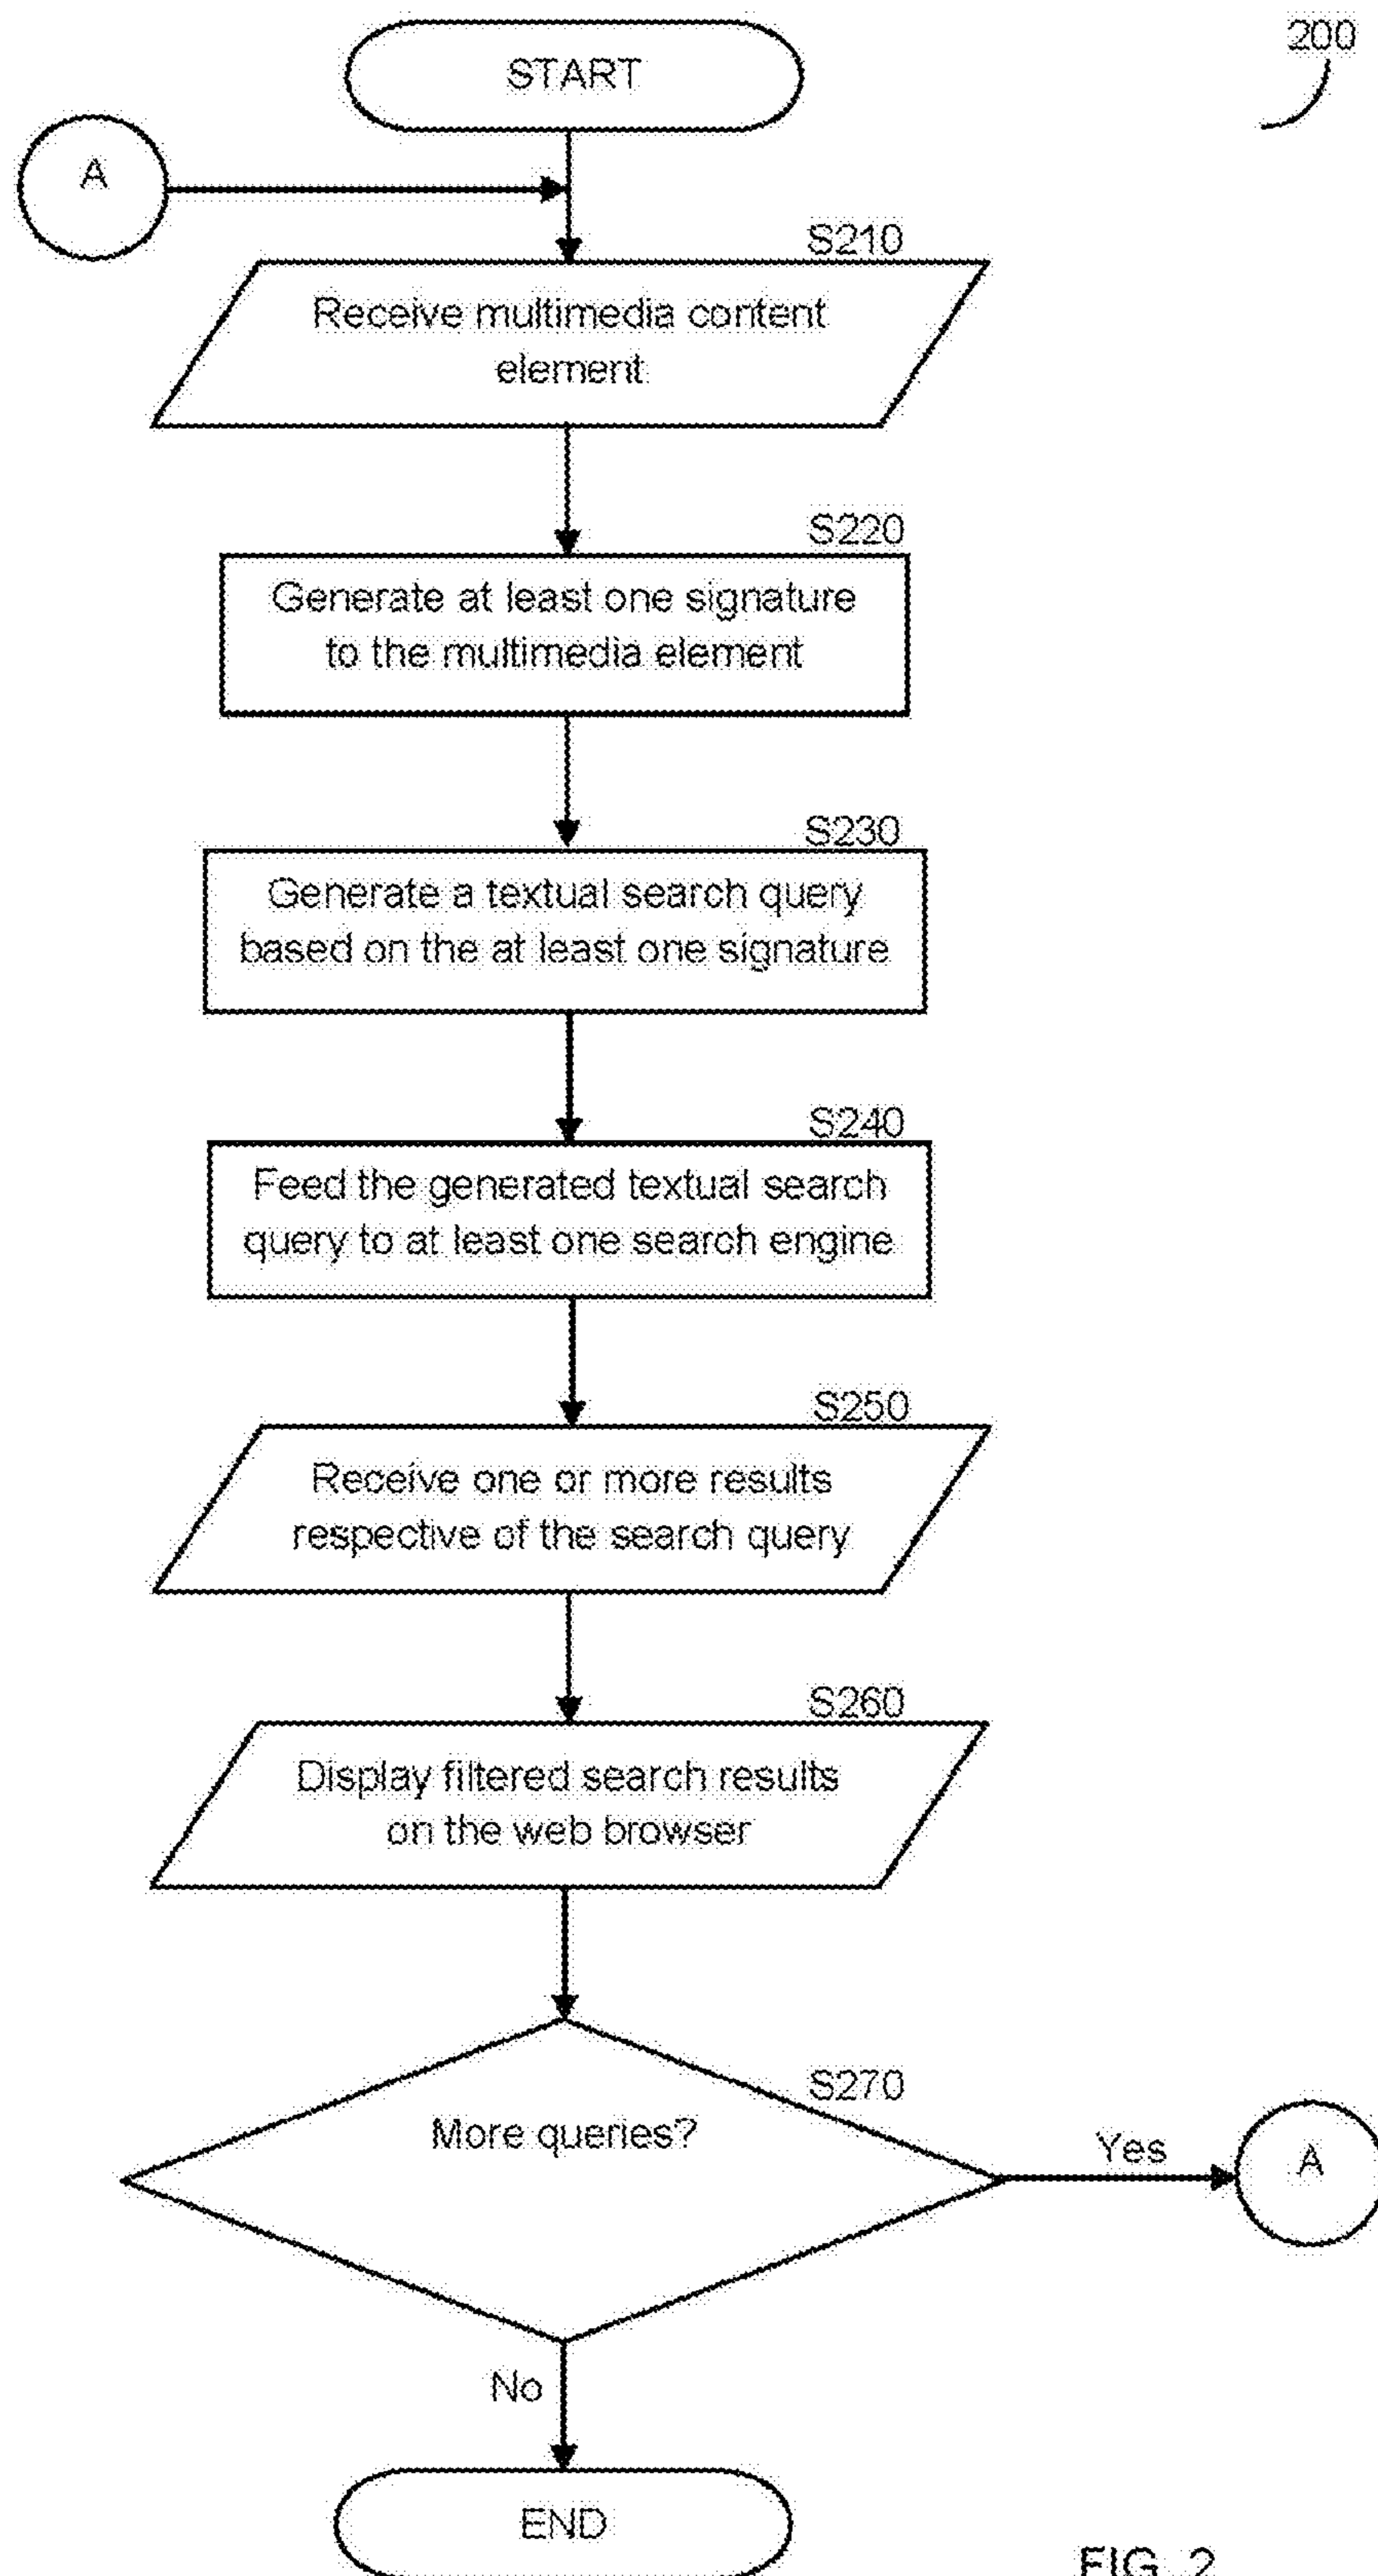 START
200
A
S210
Receive multimedia content
element
S220
Generate at least one signature
to the multimedia element
S230
Generate a textual search query
based on the at least one signature
S240
Feed the generated textual search
query to at least one search engine
S250
Receive one or more results
respective of the search query
S260
Display filtered search results
on the web browser
S270
More queries?
Yes
A
No
END
FIG. 2